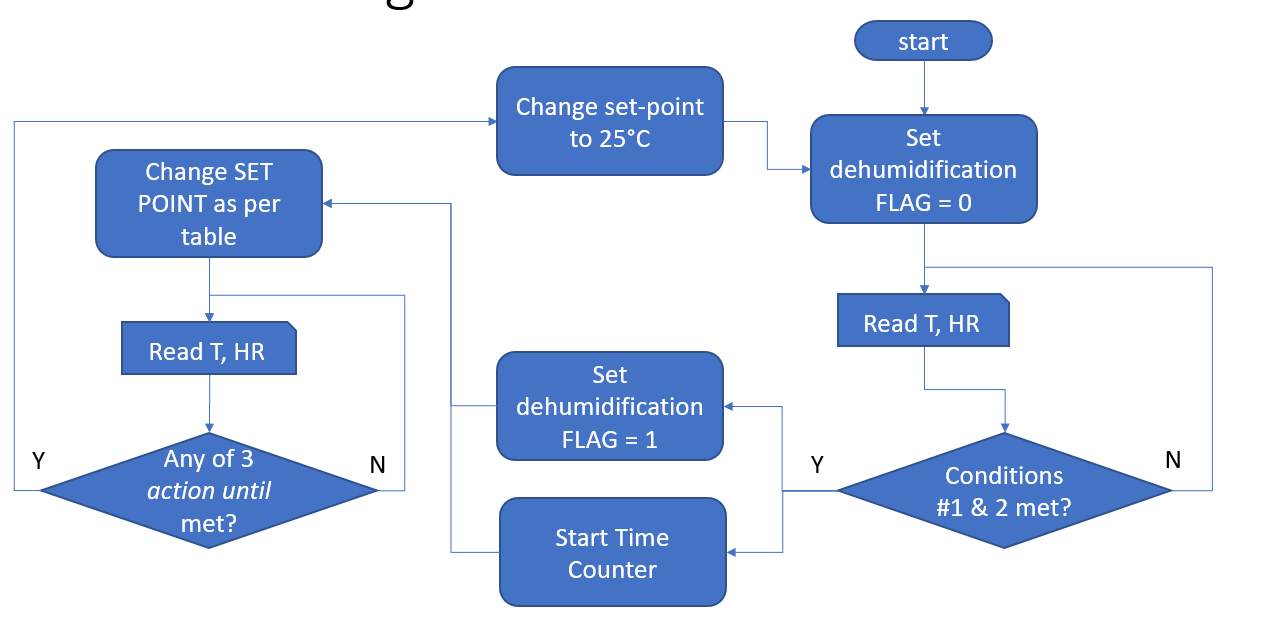 g
start
Change set-point
to 25°C
Set
dehumidification
FLAG = 0
Change SET
POINT as per
table
Read T, HR
Read T, HR
Set
dehumidification
FLAG = 1
Y
Any of 3
action until
met?
N
Y
Conditions
#1 & 2 met?
N
Start Time
Counter